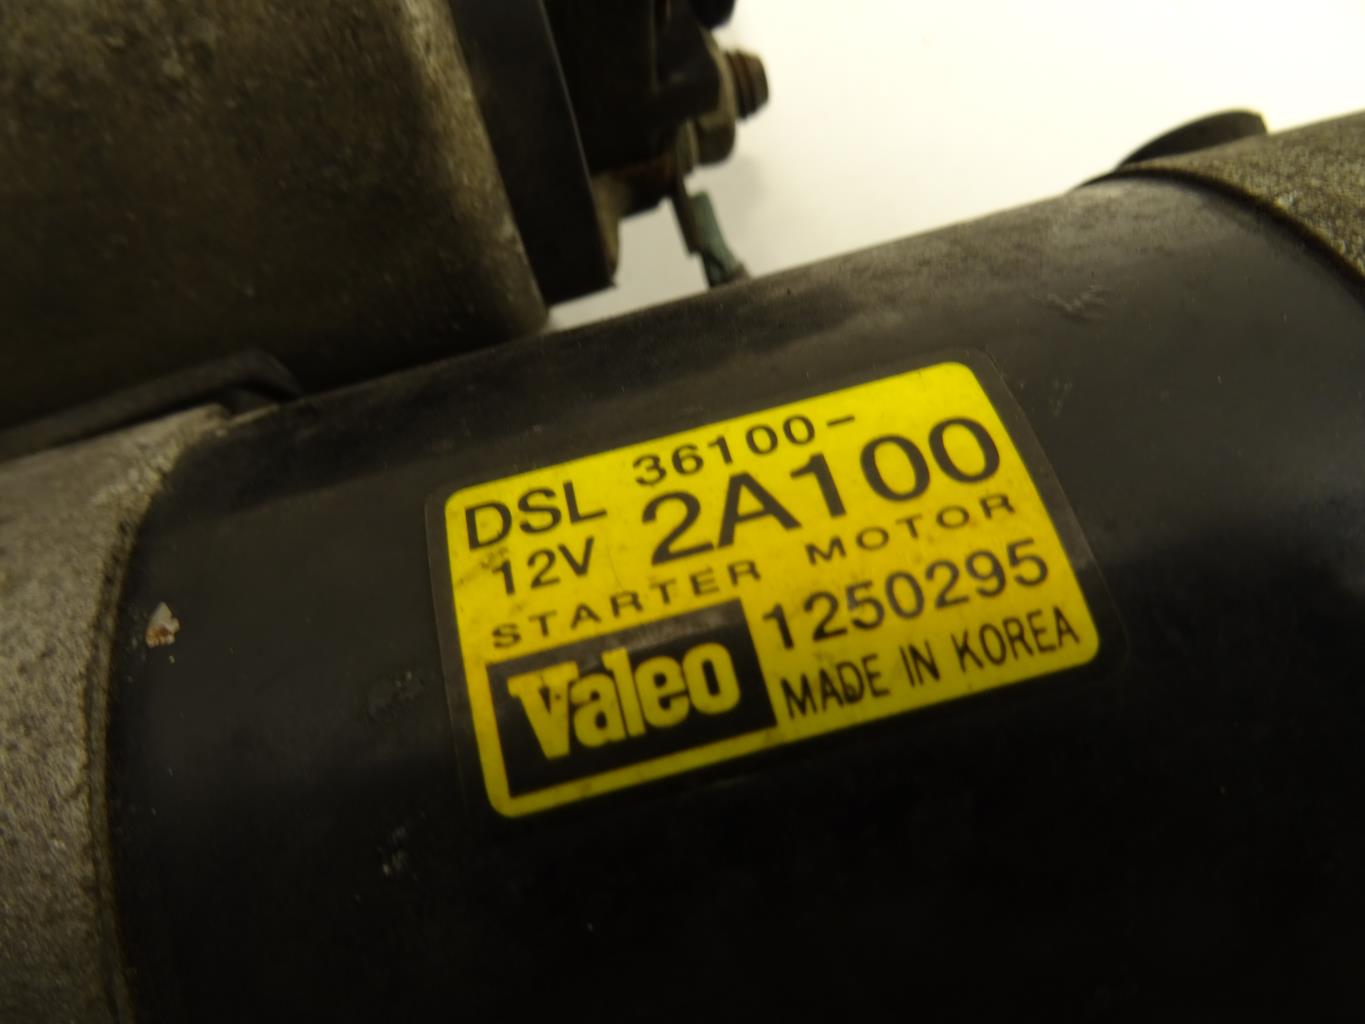 DSL 36100-
12V 2A100
STARTER MOTOR
Valeo 1250295
MADE IN KOREA